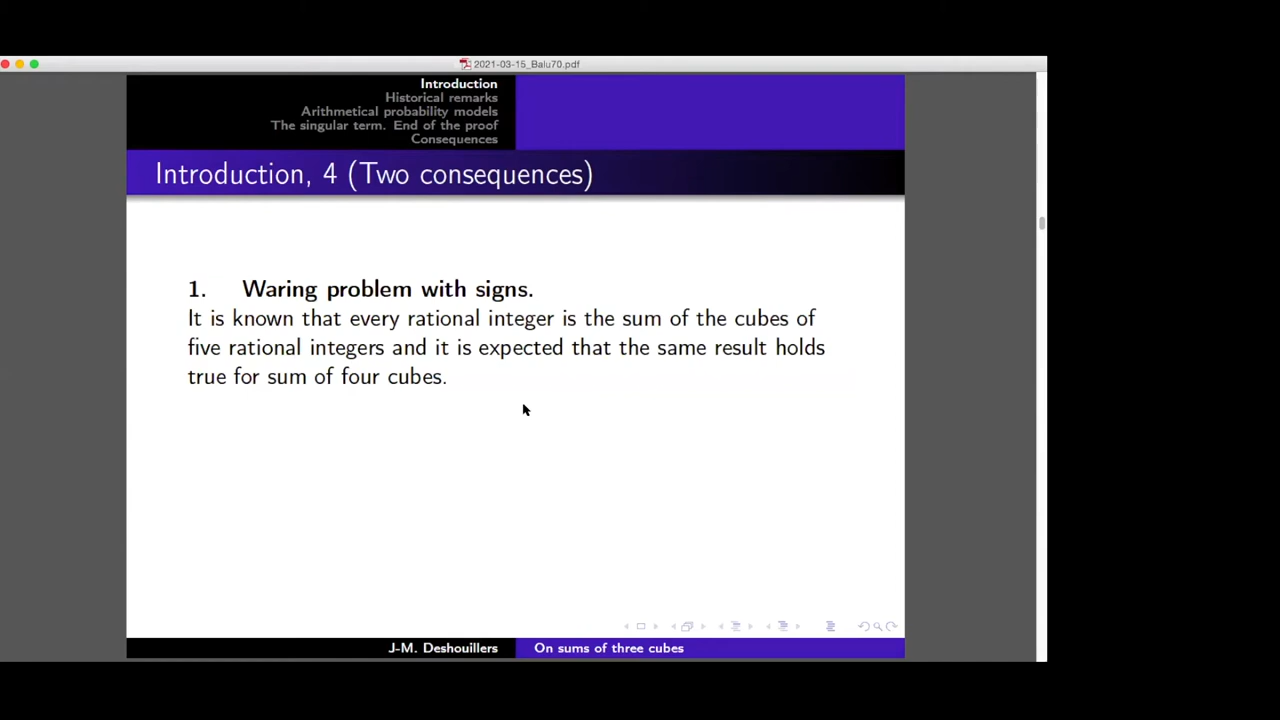 2021-03-15_Balu70.pdf
Introduction
Historical remarks
Arithmetical probability models
The singular term. End of the proof
Consequences
Introduction, 4 (Two consequences)
1. Waring problem with signs.
It is known that every rational integer is the sum of the cubes of
five rational integers and it is expected that the same result holds
true for sum of four cubes.
J-M. Deshouillers
On sums of three cubes